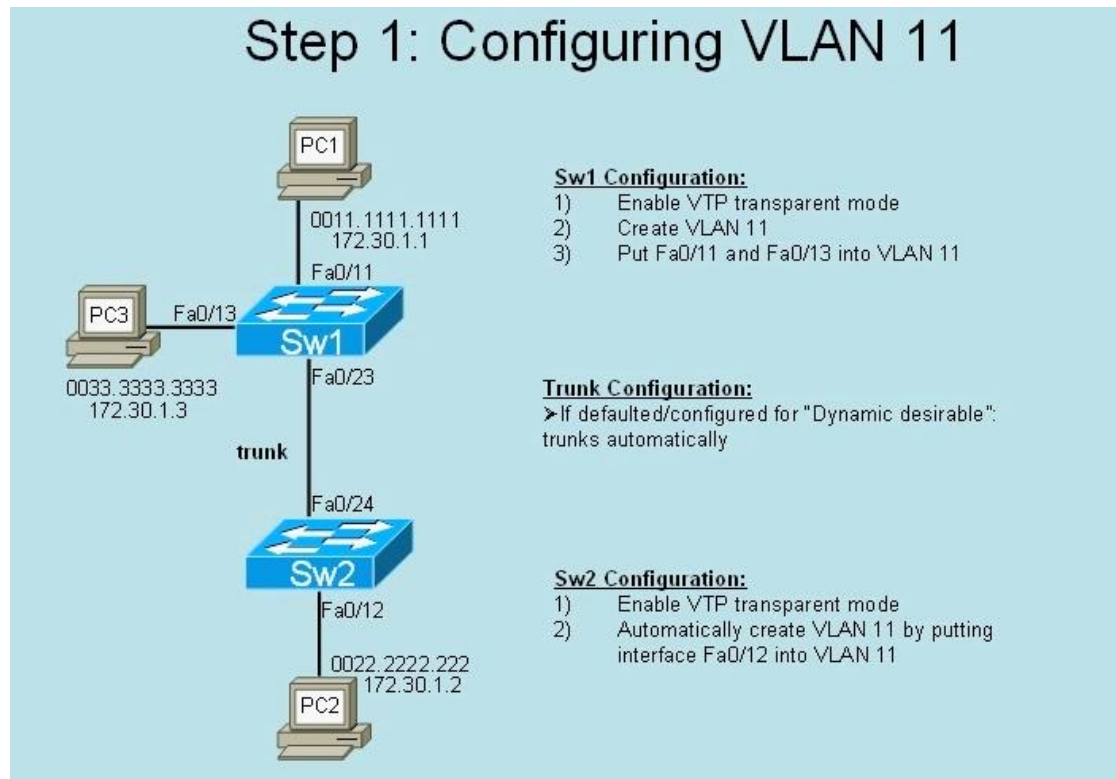 Step 1: Configuring VLAN 11
PC1
0011.1111.1111
172.30.1.1
Fa0/11
PC3
Fa0/13
Sw1
0033.3333.3333
172.30.1.3
Fa0/23
trunk
Fa0/24
Sw2
Fa0/12
0022.2222.222
172.30.1.2
PC2
Sw1 Configuration:
1) Enable VTP transparent mode
2) Create VLAN 11
3) Put Fa0/11 and Fa0/13 into VLAN 11
Trunk Configuration:
➢If defaulted/configured for "Dynamic desirable":
trunks automatically
Sw2 Configuration:
1) Enable VTP transparent mode
2) Automatically create VLAN 11 by putting
interface Fa0/12 into VLAN 11